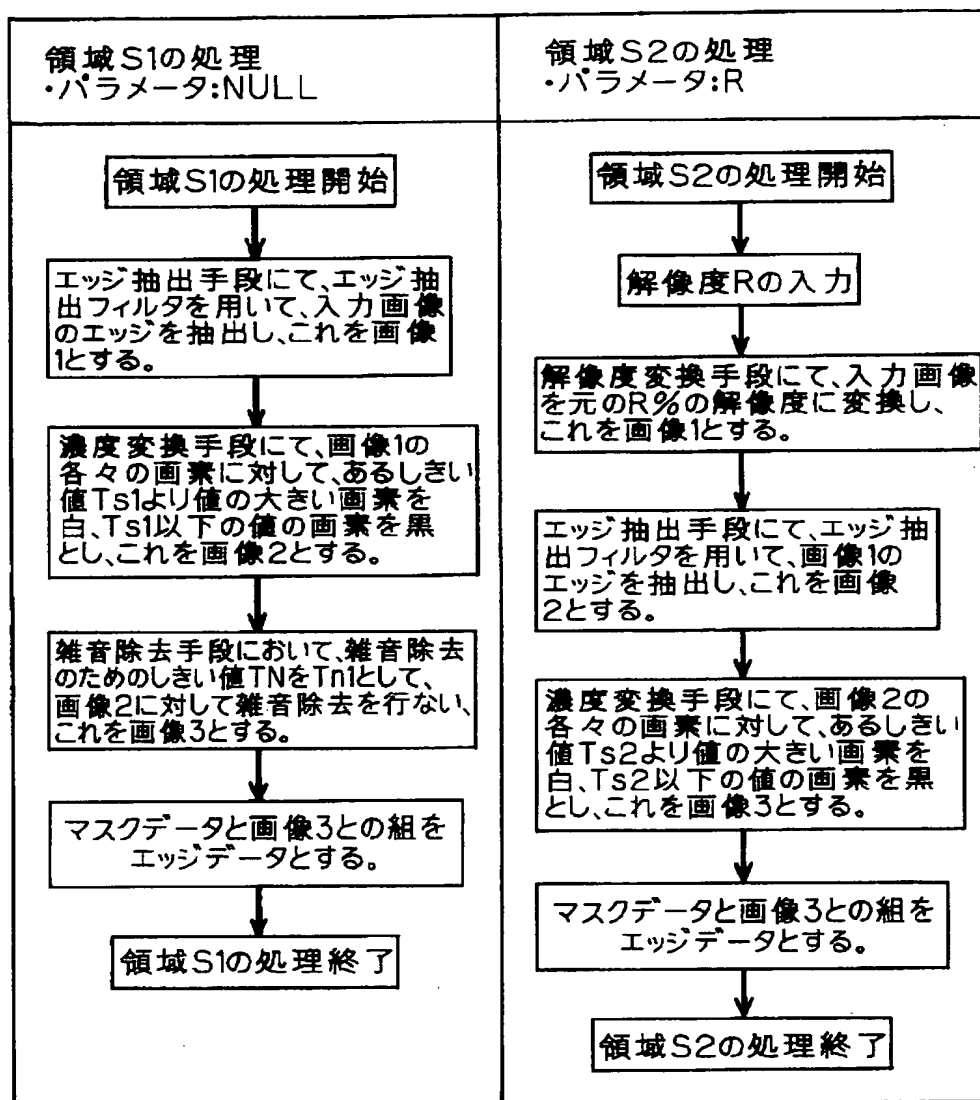 領域S1の処理
・パラメータ:NULL
領域S1の処理開始
エッジ抽出手段にて、エッジ抽
出フィルタを用いて、入力画像
のエッジを抽出し、これを画像
1とする。
濃度変換手段にて、画像1の
各々の画素に対して、あるしきい
値Ts1より値の大きい画素を
白、Ts1以下の値の画素を黒
とし、これを画像2とする。
雑音除去手段において、雑音除去
のためのしきい値TNをTn1として、
画像2に対して雑音除去を行ない、
これを画像3とする。
マスクデータと画像3との組を
エッジデータとする。
領域S1の処理終了
領域S2の処理
・パラメータ:R
領域S2の処理開始
解像度Rの入力
解像度変換手段にて、入力画像
を元のR%の解像度に変換し、
これを画像1とする。
エッジ抽出手段にて、エッジ抽
出フィルタを用いて、画像1の
エッジを抽出し、これを画像
2とする。
濃度変換手段にて、画像2の
各々の画素に対して、あるしきい
値Ts2より値の大きい画素を
白、Ts2以下の値の画素を黒
とし、これを画像3とする。
マスクデータと画像3との組を
エッジデータとする。
領域S2の処理終了